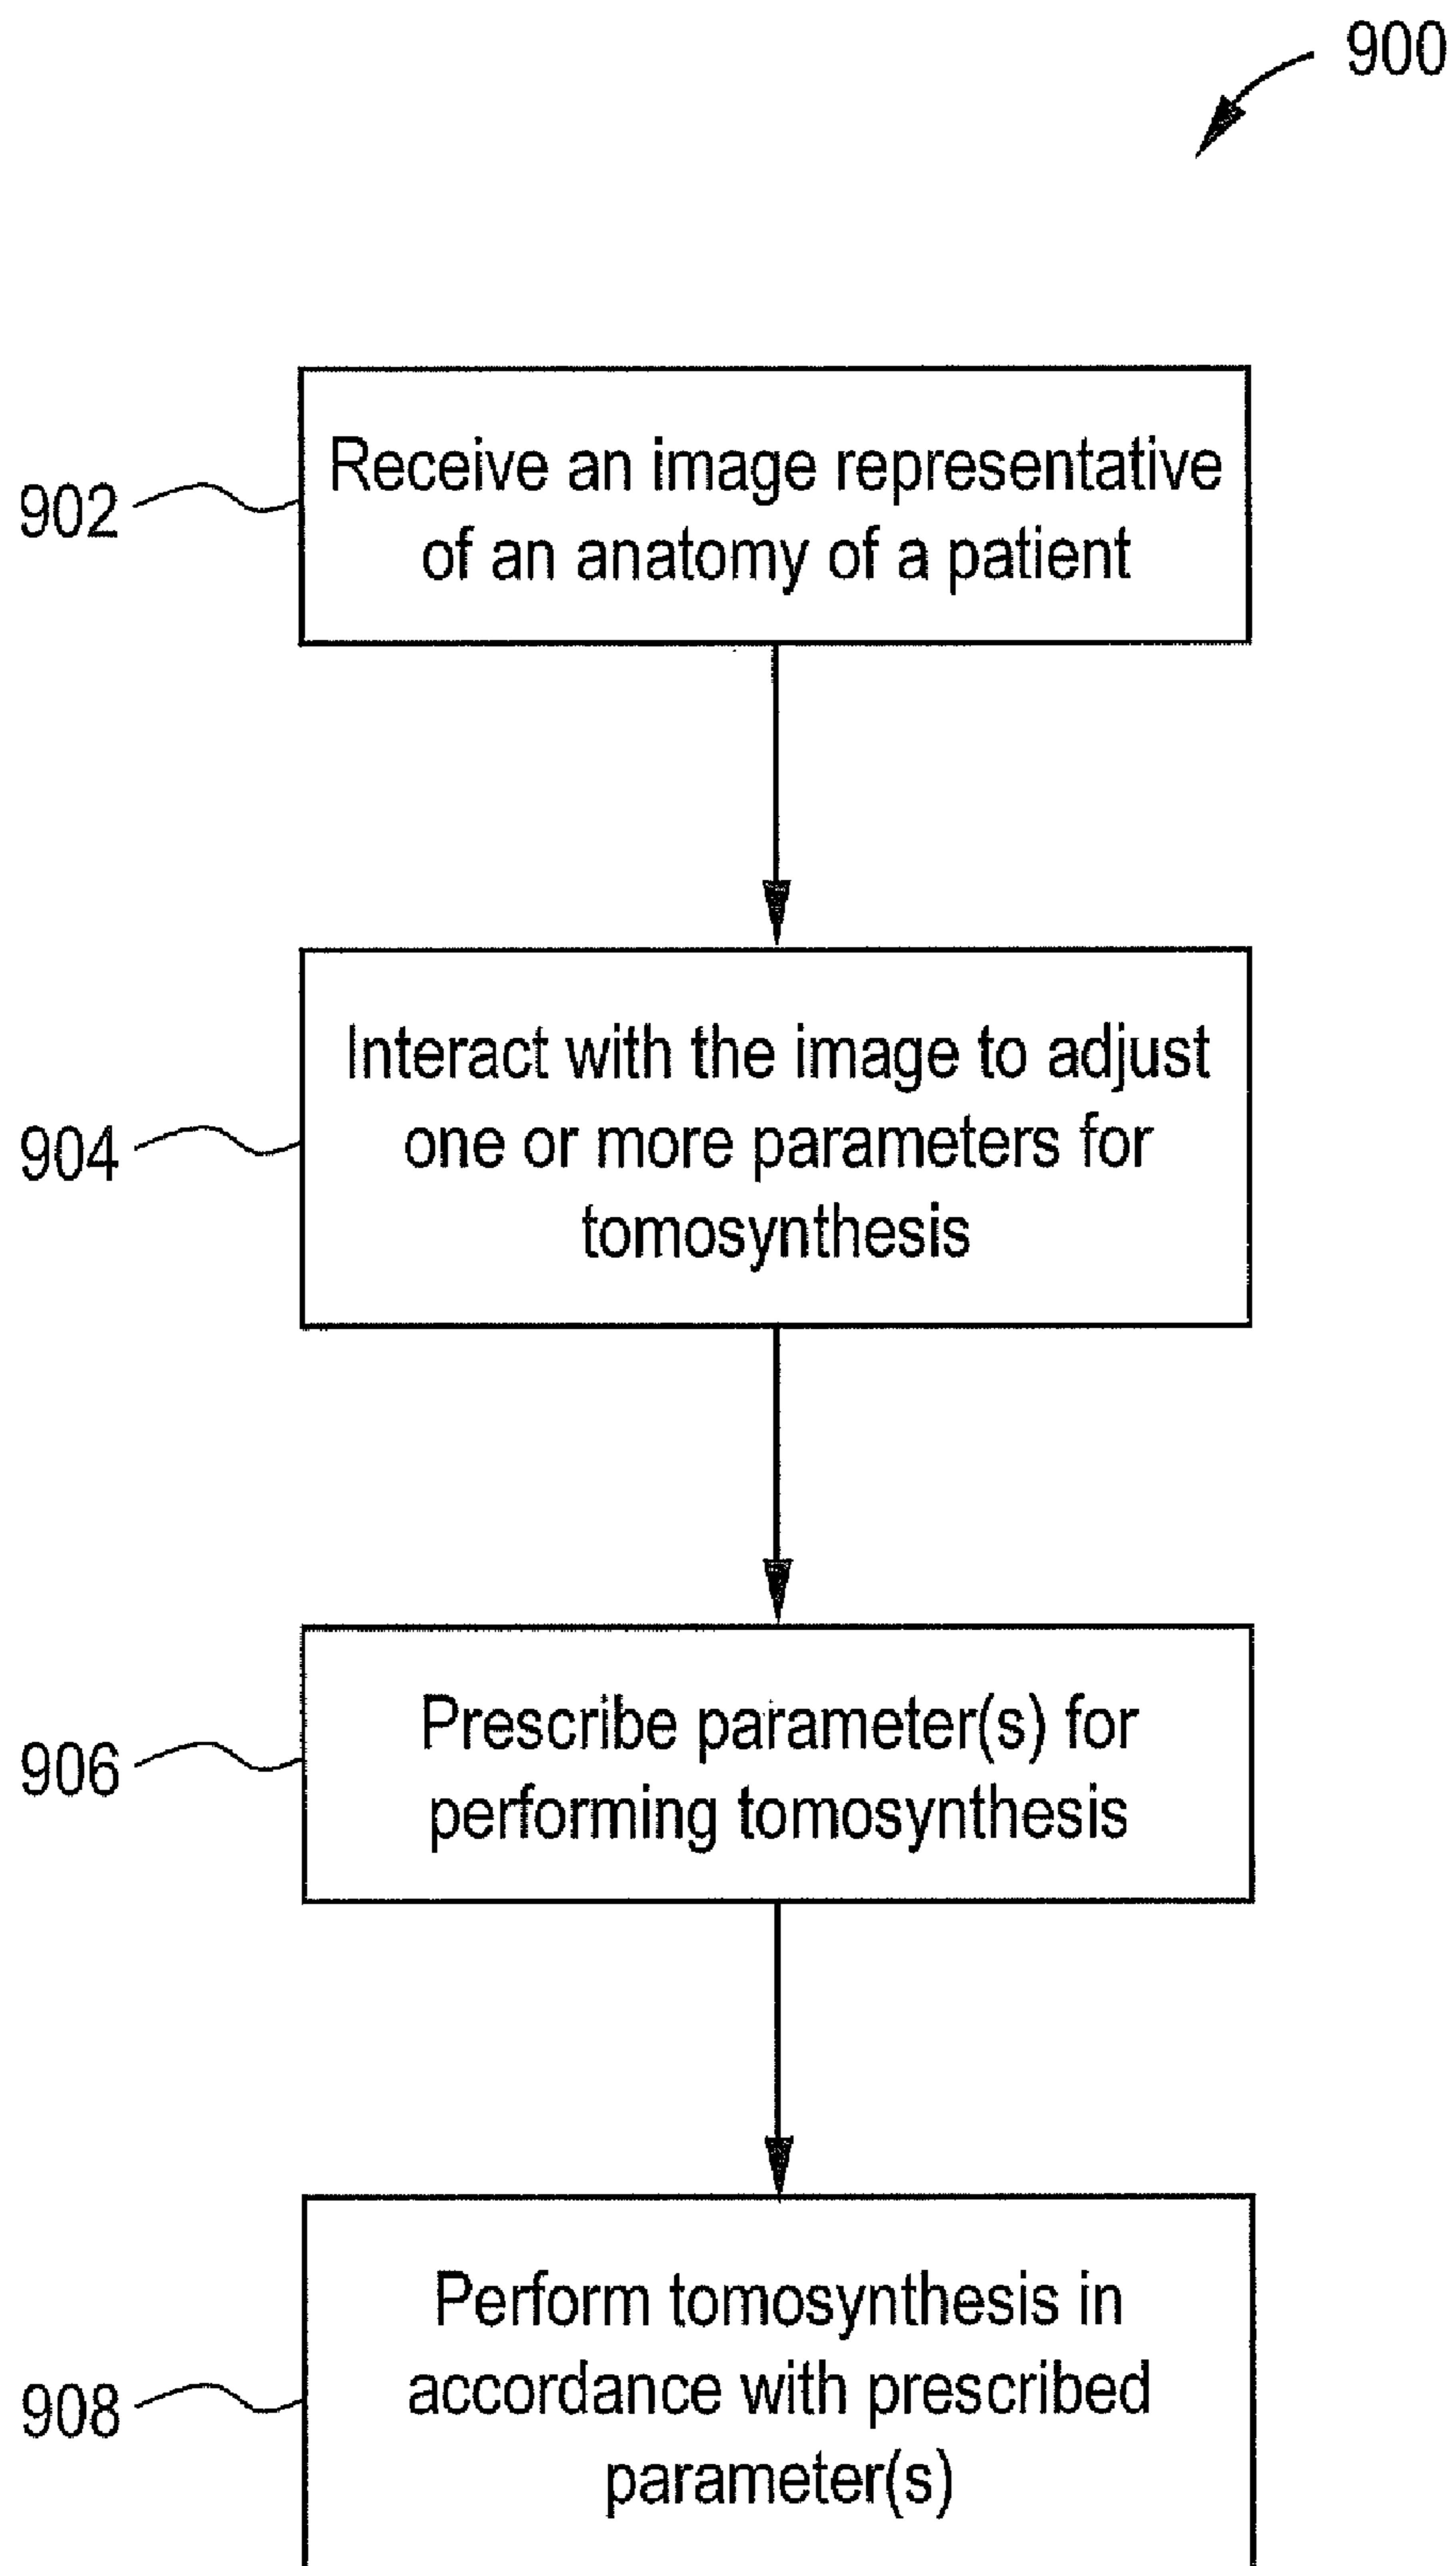 900
902
Receive an image representative
of an anatomy of a patient
904
Interact with the image to adjust
one or more parameters for
tomosynthesis
906
Prescribe parameter(s) for
performing tomosynthesis
908
Perform tomosynthesis in
accordance with prescribed
parameter(s)